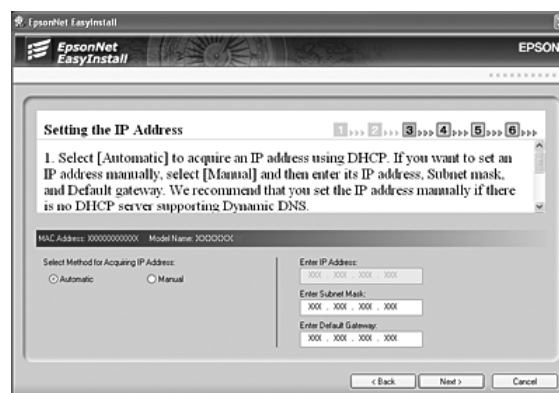 EpsonNet EasyInstall
EpsonNet
EasyInstall
EPSON
Setting the IP Address
1 2 3 4 5 6
1. Select [Automatic] to acquire an IP address using DHCP. If you want to set an
IP address manually, select [Manual] and then enter its IP address, Subnet mask,
and Default gateway. We recommend that you set the IP address manually if there
is no DHCP server supporting Dynamic DNS.
MAC Address: XXXXXXXXXXXX Model Name: XXXXXXX
Select Method for Acquiring IP Address:
Automatic
Manual
Enter IP Address:
XXX . XXX . XXX . XXX
Enter Subnet Mask:
XXX . XXX . XXX . XXX
Enter Default Gateway:
XXX . XXX . XXX . XXX
< Back
Next >
Cancel